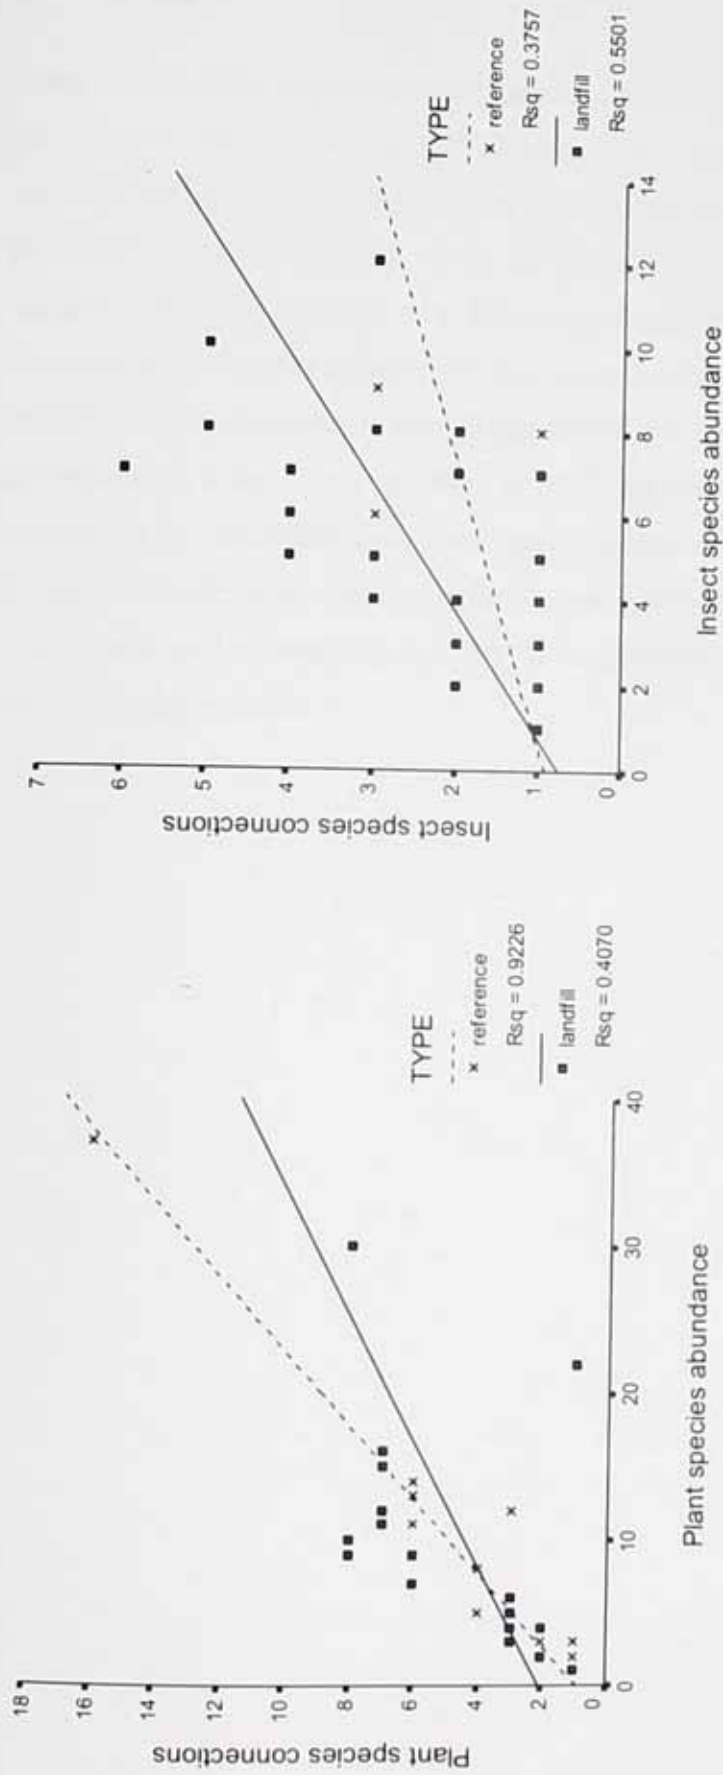 Plant species connections
18
16
14
12
10
8
6
4
2
0
0
10
20
30
40
Plant species abundance
TYPE
reference
Rsq = 0.9226
landfill
Rsq = 0.4070
Insect species connections
7
6
5
4
3
2
1
0
0
2
4
6
8
10
12
14
Insect species abundance
TYPE
reference
Rsq = 0.3757
landfill
Rsq = 0.5501